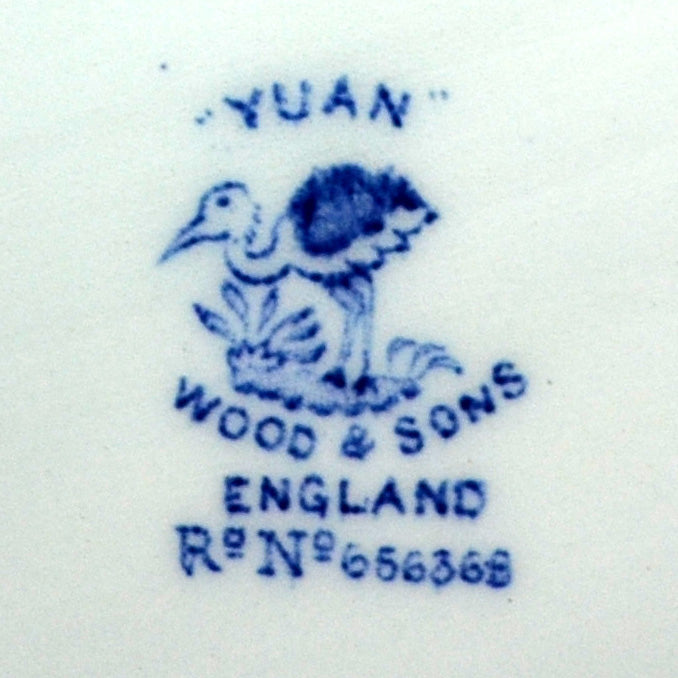 "YUAN"
WOOD & SONS
ENGLAND
Rº Nº 656368